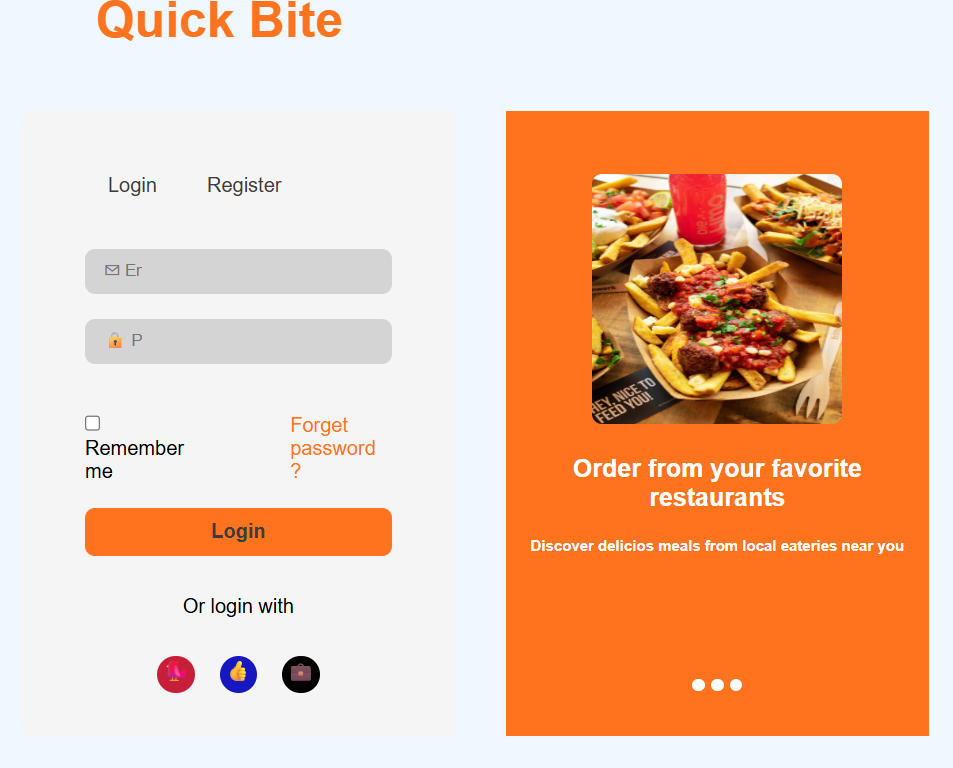 Quick Bite
Login Register
Er
P
Remember
me
Forget
password
?
Login
Or login with
HEY, NICE TO
FEED YOU!
Order from your favorite
restaurants
Discover delicios meals from local eateries near you